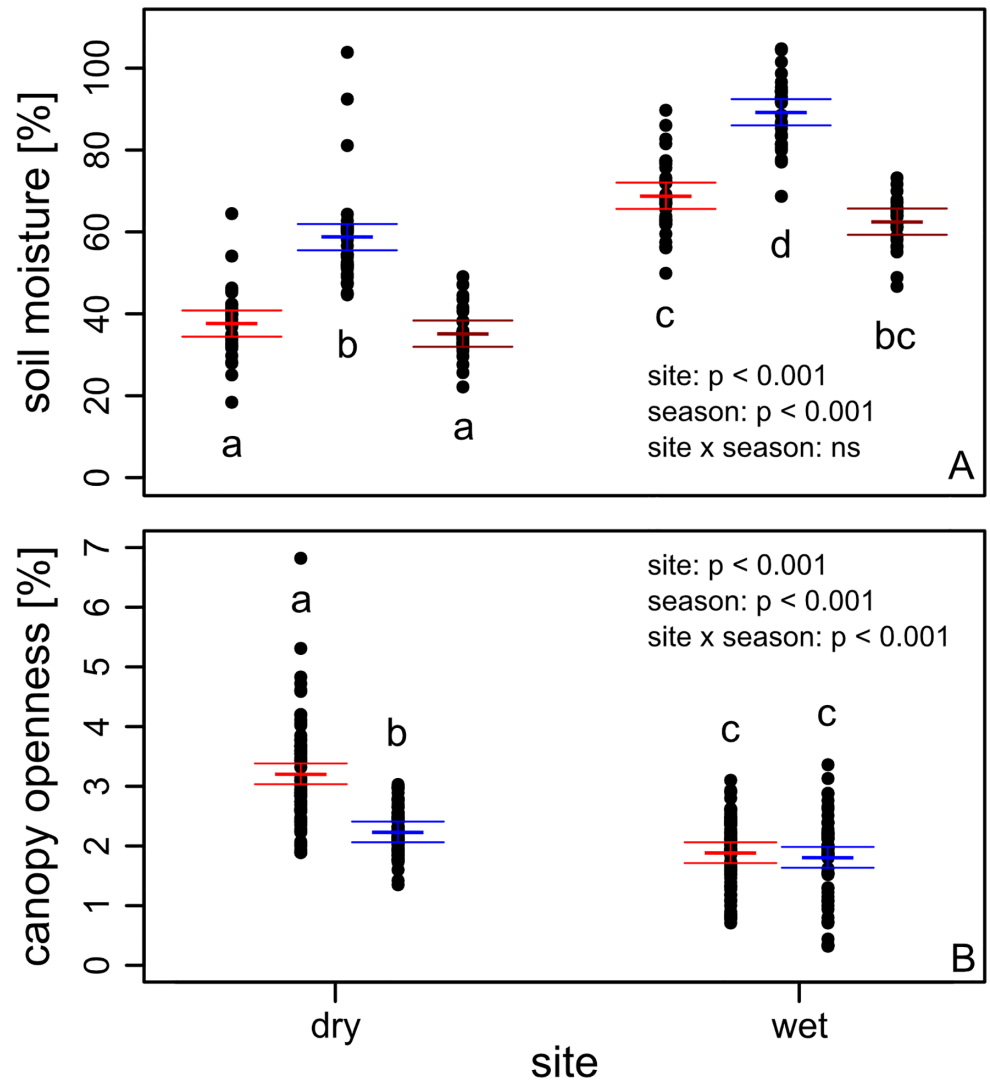 soil moisture [%]
100
80
60
40
20
0
a
b
a
c
d
bc
site: p < 0.001
season: p < 0.001
site x season: ns
A
canopy openness [%]
7
6
5
4
3
2
1
0
a
b
c
c
site: p < 0.001
season: p < 0.001
site x season: p < 0.001
B
dry
wet
site